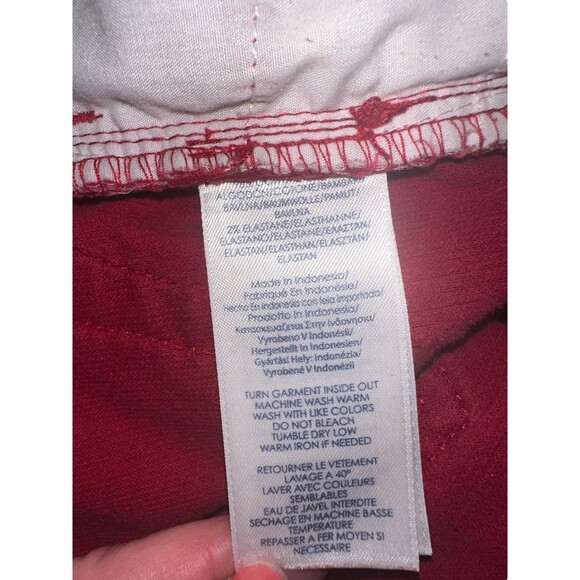 ALGODON/COTONE/BAMBAKI/
BAVLNA/BAUMWOLLE/PAMUT/
BAVLNA
2% ELASTANE/ELASTHANNE/
ELASTANO/ELASTANE/ΕΛΑΣΤΑΝ/
ELASTAN/ELASTHAN/ELASZTÁN/
ELASTAN
Made In Indonesia/
Fabriqué En Indonésie/
Hecho En Indonesia con tela importada/
Prodotto In Indonesia/
Κατασκευάζεται Στην Ινδονησία/
Vyrobeno V Indonésii/
Hergestellt In Indonesien/
Gyártási Hely: Indonézia/
Vyrobené V Indonézii
TURN GARMENT INSIDE OUT
MACHINE WASH WARM
WASH WITH LIKE COLORS
DO NOT BLEACH
TUMBLE DRY LOW
WARM IRON IF NEEDED
RETOURNER LE VETEMENT
LAVAGE A 40°
LAVER AVEC COULEURS
SEMBLABLES
EAU DE JAVEL INTERDITE
SECHAGE EN MACHINE BASSE
TEMPERATURE
REPASSER A FER MOYEN SI
NECESSAIRE